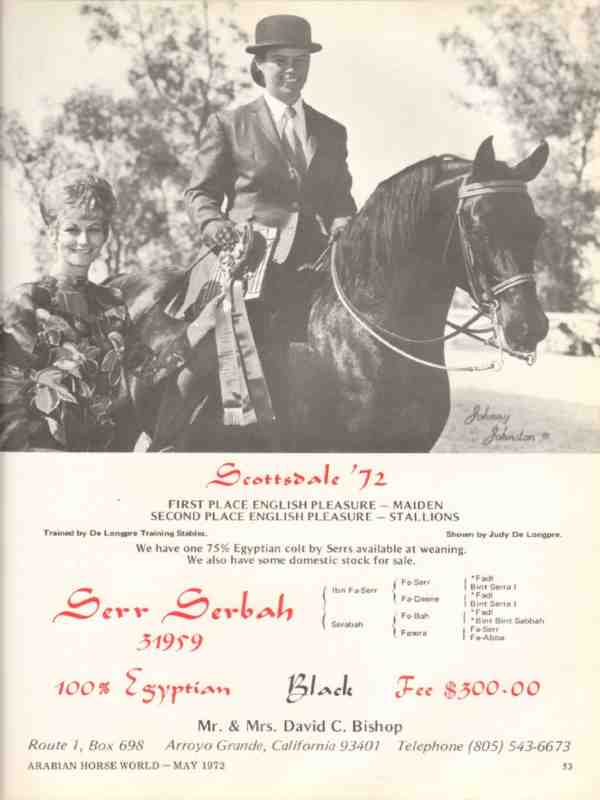 Johnny
Johnston
Scottsdale '72
FIRST PLACE ENGLISH PLEASURE — MAIDEN
SECOND PLACE ENGLISH PLEASURE — STALLIONS
Trained by De Longpre Training Stables.
Shown by Judy De Longpre.
We have one 75% Egyptian colt by Serrs available at weaning.
We also have some domestic stock for sale.
Serr Serbah
31959
Ibn Fa-Serr
Serabah
Fa-Serr
Fa-Deene
Fo-Bah
Fawra
*Fadl
Bint Serra I
*Fadl
Bint Serra I
*Fadl
*Bint Bint Sabbah
Fa-Serr
Fa-Abba
100% Egyptian Black Fee $300.00
Mr. & Mrs. David C. Bishop
Route 1, Box 698 Arroyo Grande, California 93401 Telephone (805) 543-6673
ARABIAN HORSE WORLD — MAY 1972 53